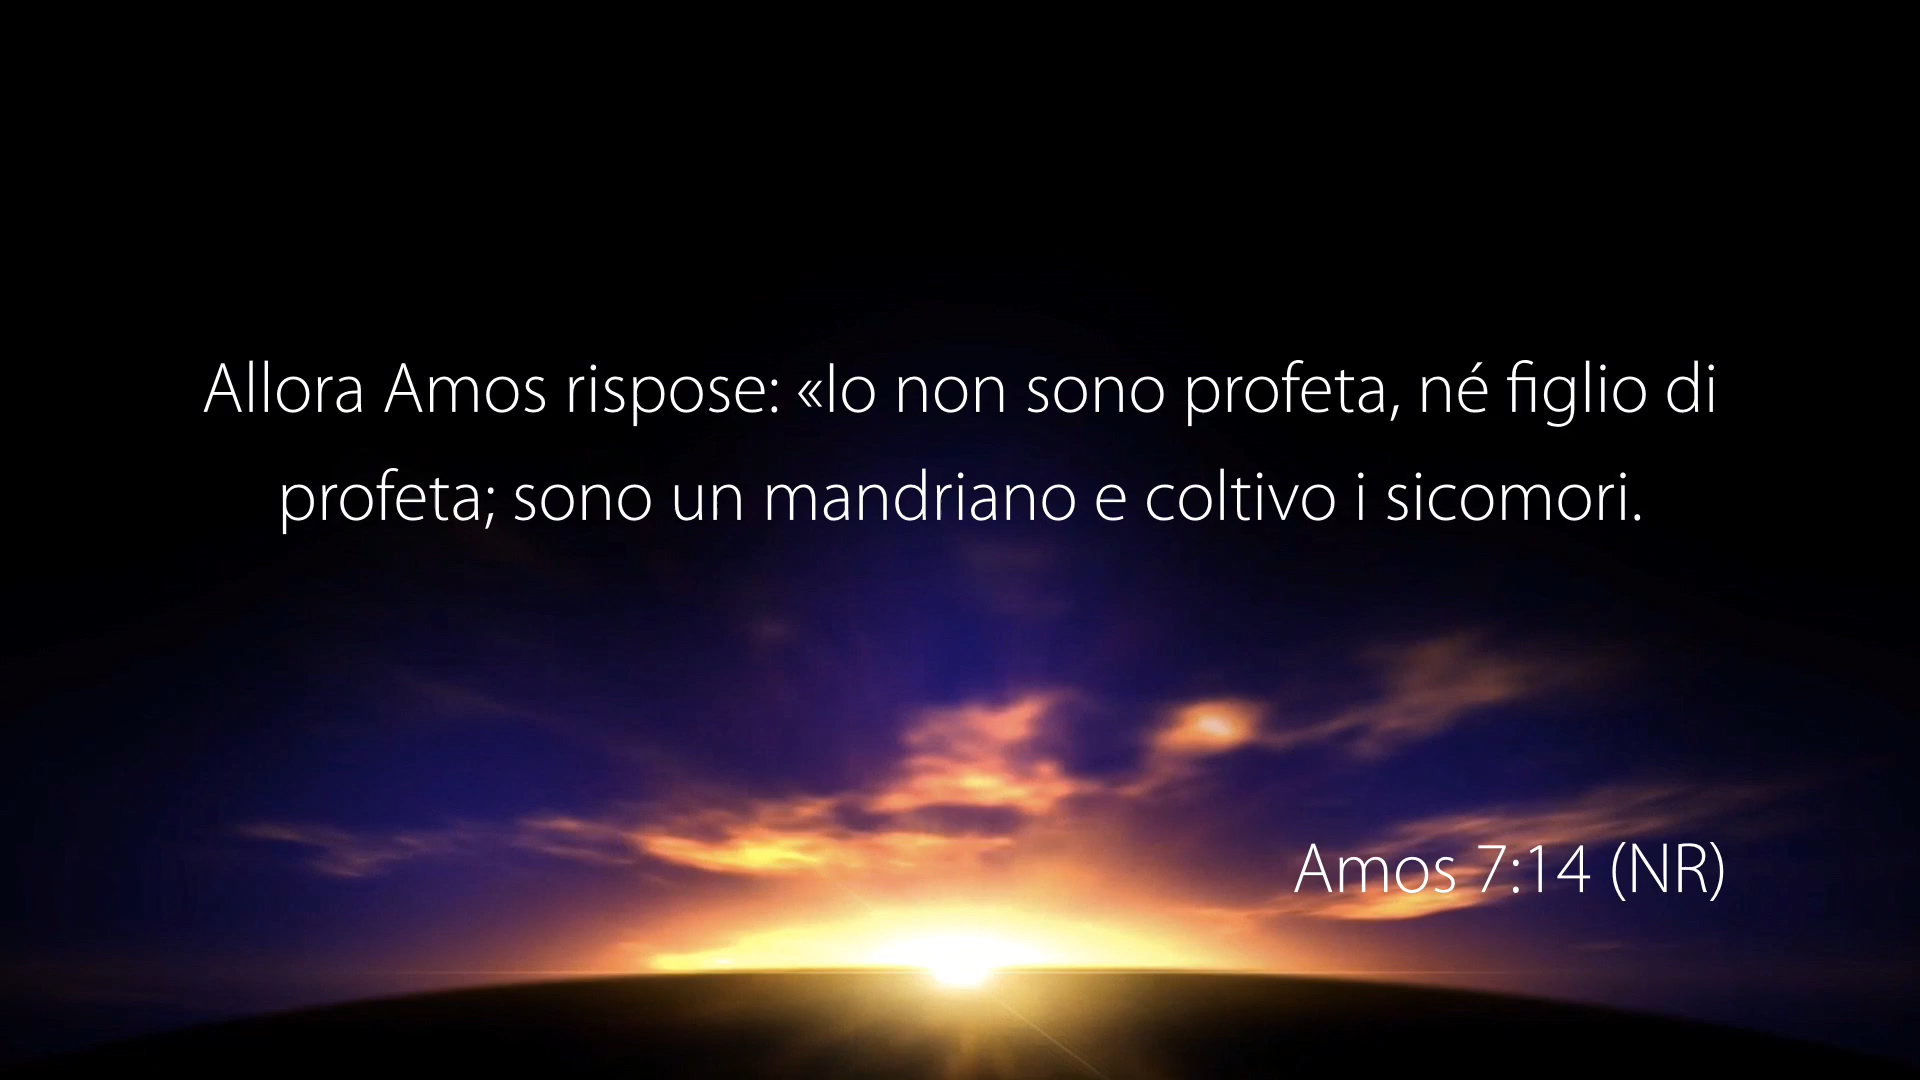 Allora Amos rispose: «Io non sono profeta, né figlio di
profeta; sono un mandriano e coltivo i sicomori.
Amos 7:14 (NR)